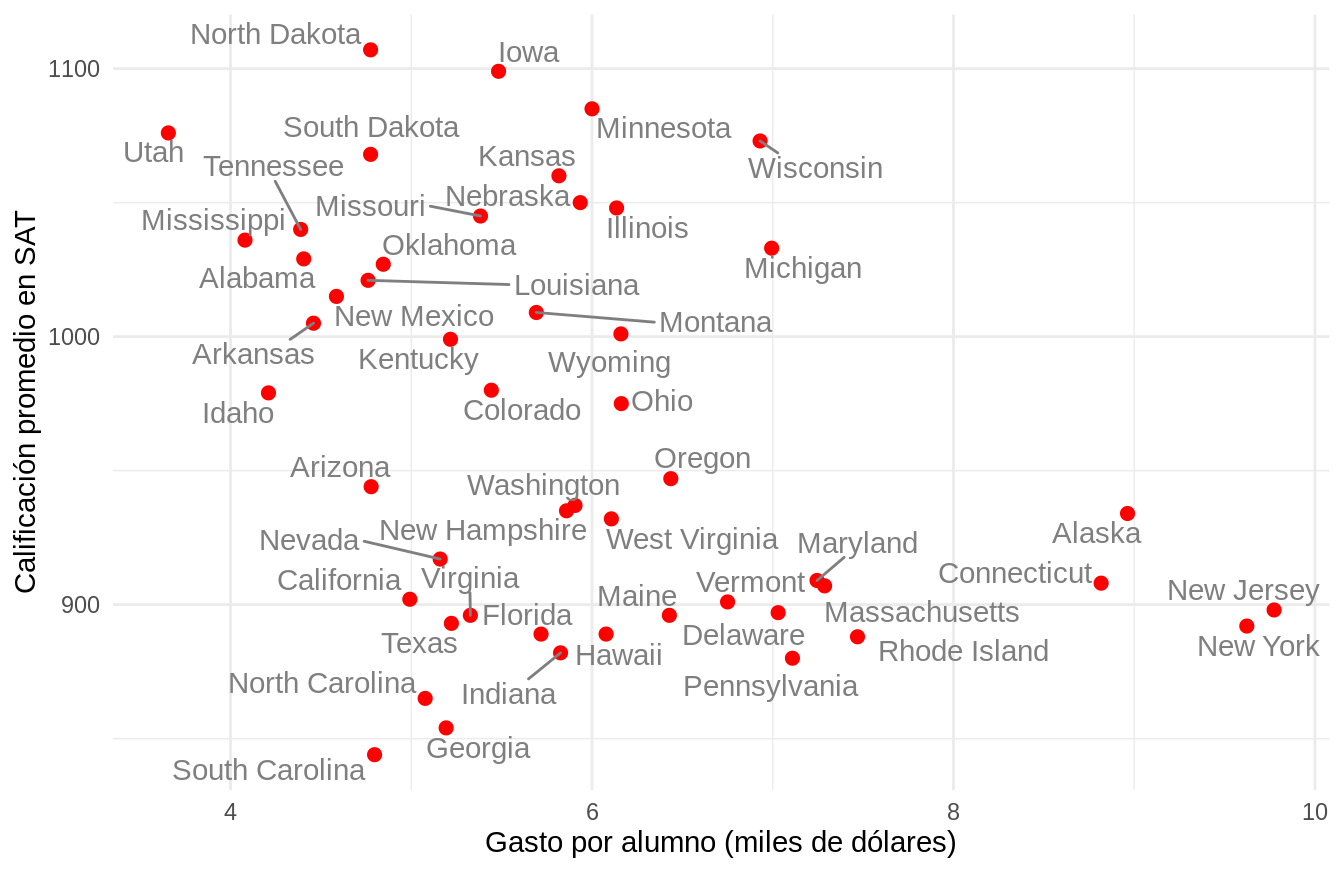 North Dakota
Iowa
1100
Minnesota
South Dakota
Utah
Kansas
Wisconsin
Tennessee
Nebraska
Missouri
Mississippi
Illinois
Oklahoma
Michigan
Alabama
Louisiana
New Mexico
Montana
1000
Arkansas
Kentucky
Wyoming
Idaho
Colorado
Ohio
Arizona
Oregon
Washington
New Hampshire
West Virginia
Alaska
Nevada
Maryland
California
Virginia
Vermont
Connecticut
New Jersey
900
Maine
Florida
Massachusetts
Texas
Hawaii
Delaware
Rhode Island
New York
North Carolina
Indiana
Pennsylvania
Georgia
South Carolina
4
6
8
10
Gasto por alumno (miles de dólares)
Calificación promedio en SAT